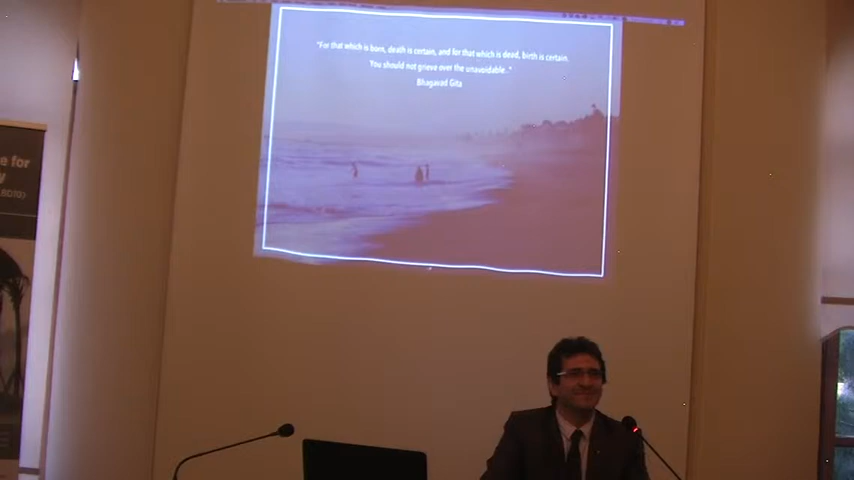 "For that which is born, death is certain, and for that which is dead, birth is certain.
You should not grieve over the unavoidable."
Bhagavad Gita
e for
y